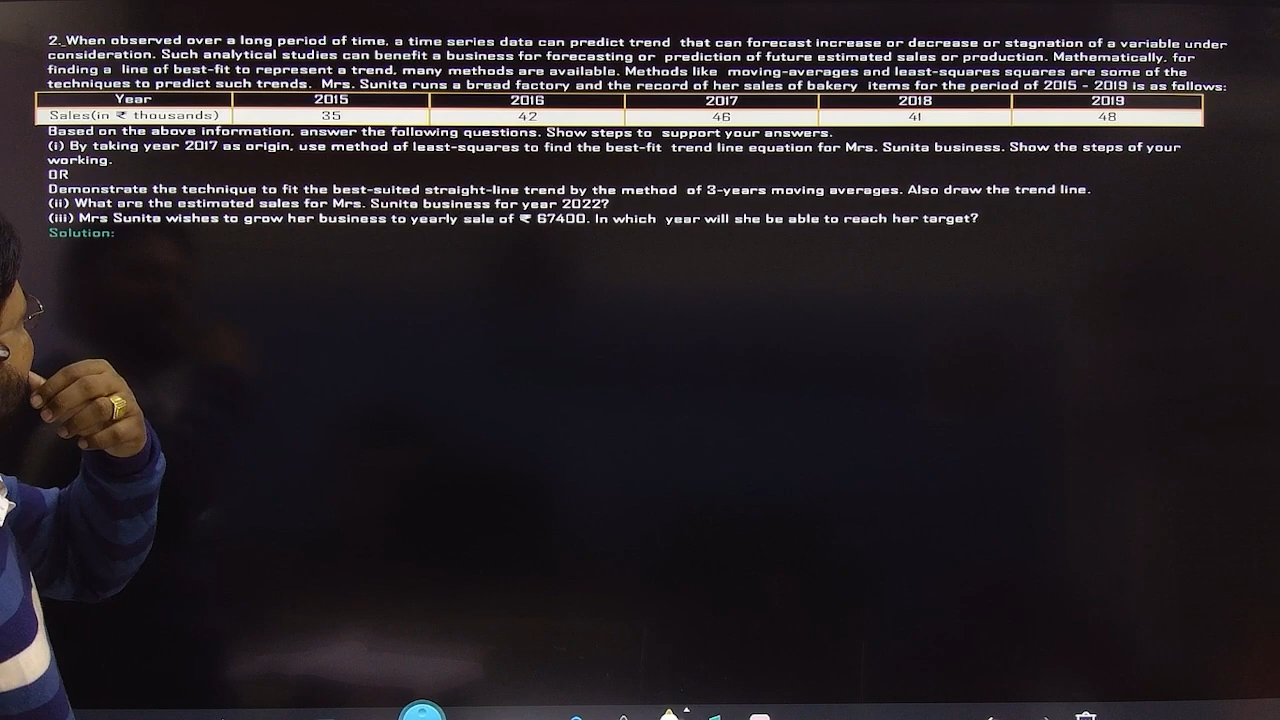 2. When observed over a long period of time, a time series data can predict trend that can forecast increase or decrease or stagnation of a variable under
consideration. Such analytical studies can benefit a business for forecasting or prediction of future estimated sales or production. Mathematically, for
finding a line of best-fit to represent a trend, many methods are available. Methods like moving-averages and least-squares squares are some of the
techniques to predict such trends. Mrs. Sunita runs a bread factory and the record of her sales of bakery items for the period of 2015 - 2019 is as follows:
Year 2015 2016 2017 2018 2019
Sales(in ₹ thousands) 35 42 46 41 48
Based on the above information, answer the following questions. Show steps to support your answers.
(i) By taking year 2017 as origin, use method of least-squares to find the best-fit trend line equation for Mrs. Sunita business. Show the steps of your
working.
OR
Demonstrate the technique to fit the best-suited straight-line trend by the method of 3-years moving averages. Also draw the trend line.
(ii) What are the estimated sales for Mrs. Sunita business for year 2022?
(iii) Mrs Sunita wishes to grow her business to yearly sale of ₹ 67400. In which year will she be able to reach her target?
Solution: